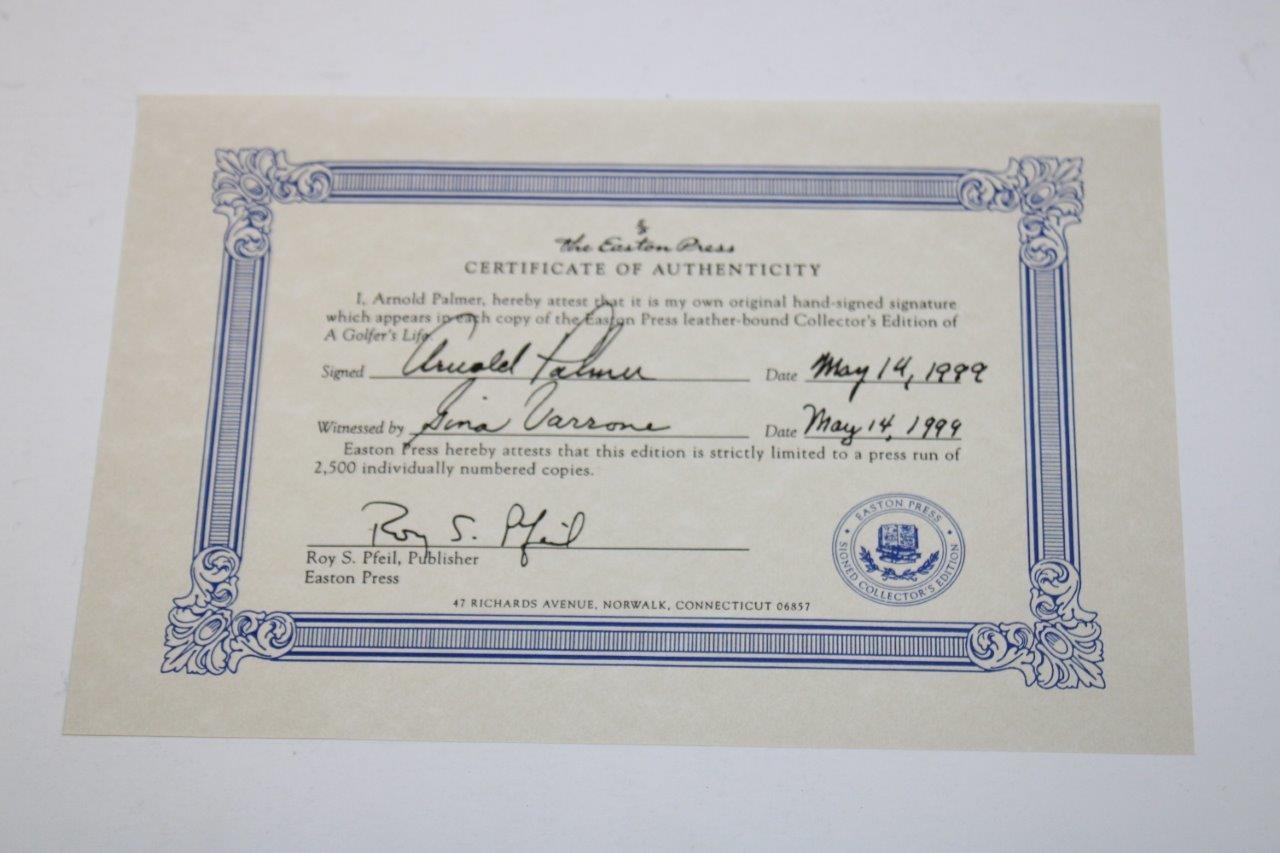 The Easton Press
CERTIFICATE OF AUTHENTICITY
I, Arnold Palmer, hereby attest that it is my own original hand-signed signature
which appears in each copy of the Easton Press leather-bound Collector's Edition of
A Golfer's Life.
Signed Arnold Palmer Date May 14, 1999
Witnessed by Gina Varrone Date May 14, 1999
Easton Press hereby attests that this edition is strictly limited to a press run of
2,500 individually numbered copies.
Roy S. Pfeil
Roy S. Pfeil, Publisher
Easton Press
EASTON PRESS
SIGNED COLLECTOR'S EDITION
47 RICHARDS AVENUE, NORWALK, CONNECTICUT 06857